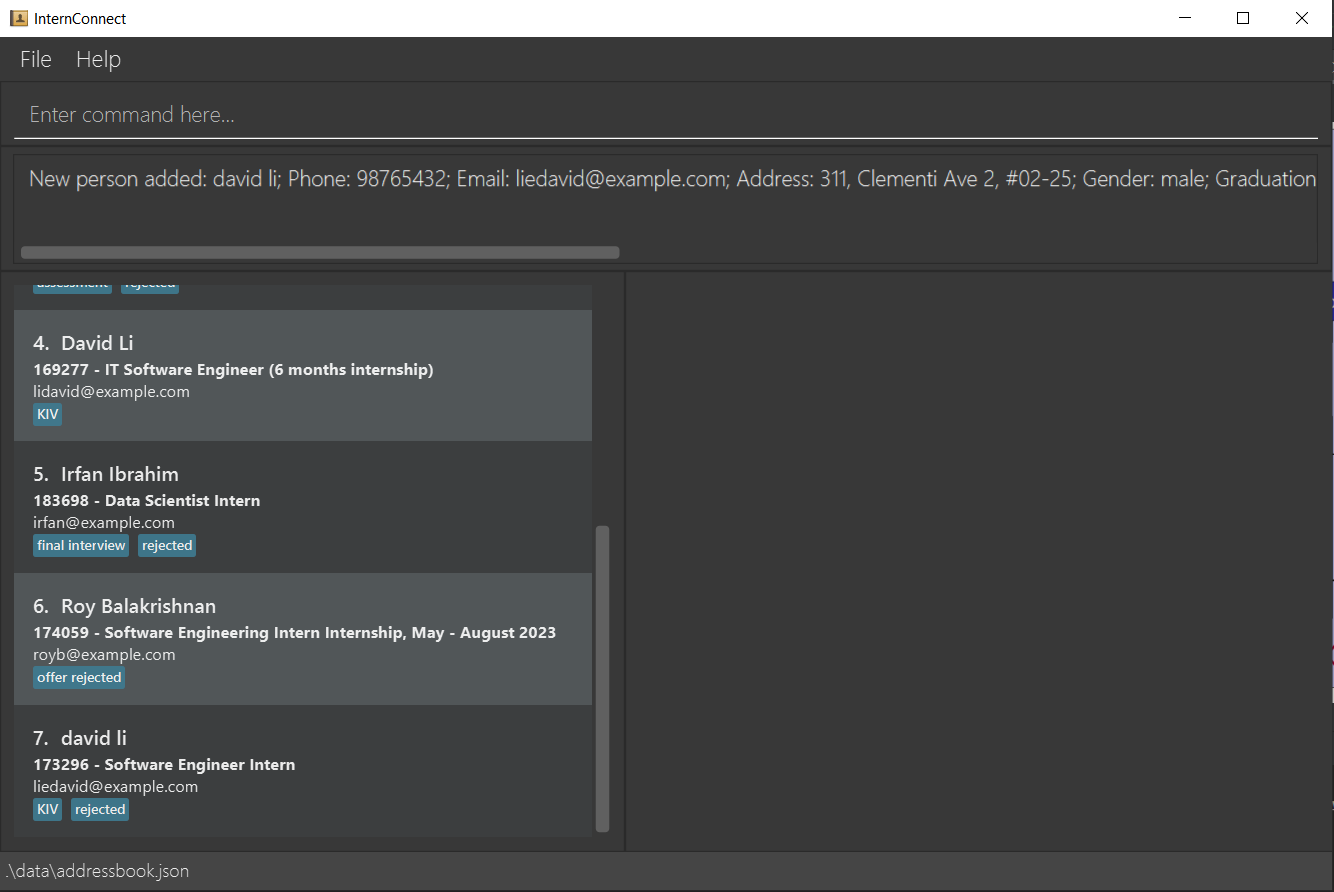 InternConnect
File Help
Enter command here...
New person added: david li; Phone: 98765432; Email: liedavid@example.com; Address: 311, Clementi Ave 2, #02-25; Gender: male; Graduation
assessment rejected
4. David Li
169277 - IT Software Engineer (6 months internship)
lidavid@example.com
KIV
5. Irfan Ibrahim
183698 - Data Scientist Intern
irfan@example.com
final interview rejected
6. Roy Balakrishnan
174059 - Software Engineering Intern Internship, May - August 2023
royb@example.com
offer rejected
7. david li
173296 - Software Engineer Intern
liedavid@example.com
KIV rejected
.\data\addressbook.json